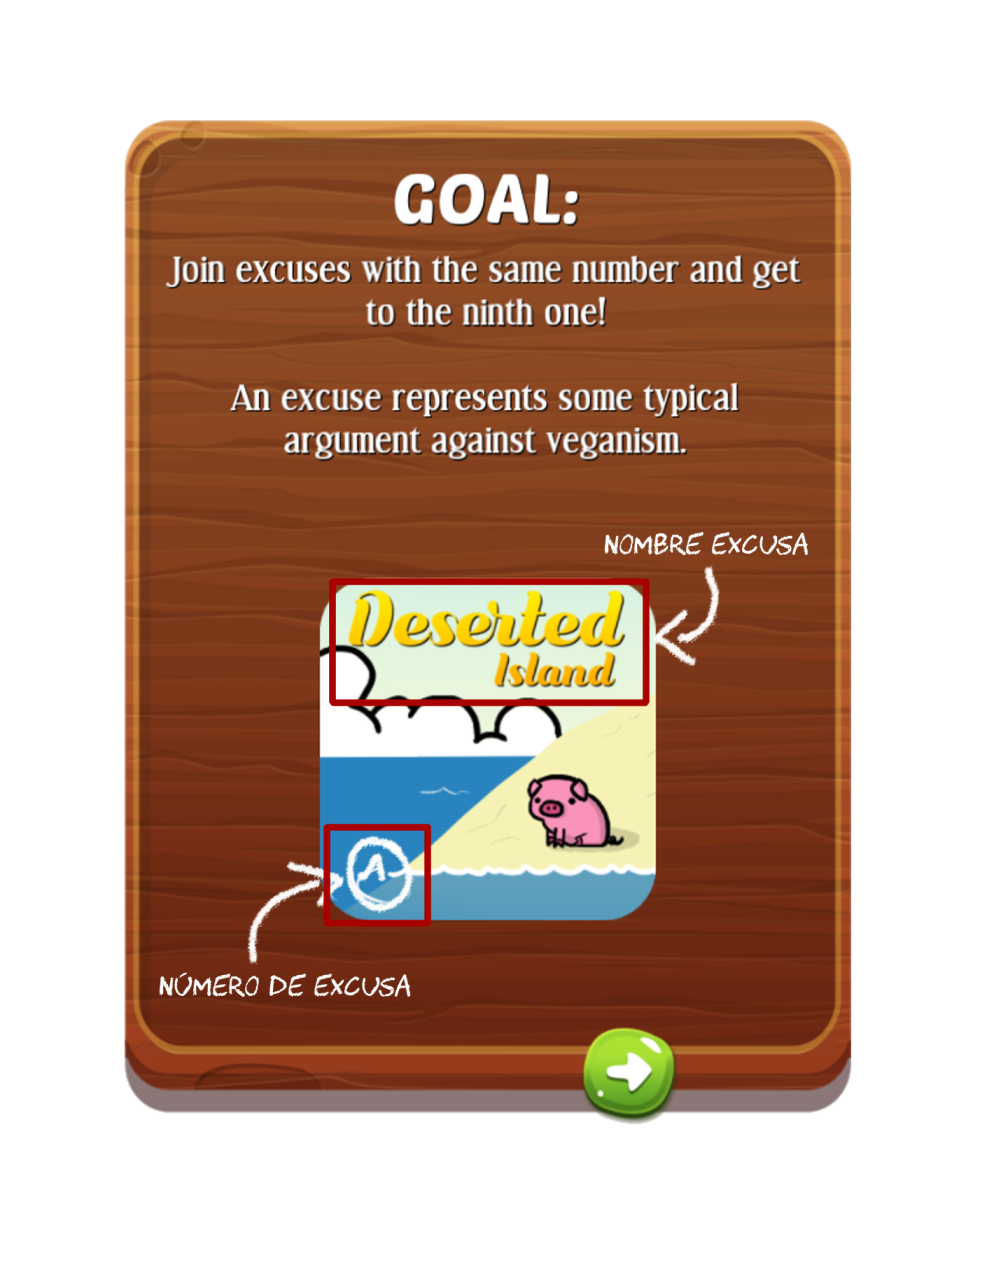 GOAL:
Join excuses with the same number and get
to the ninth one!
An excuse represents some typical
argument against veganism.
NOMBRE EXCUSA
Deserted
Island
NÚMERO DE EXCUSA